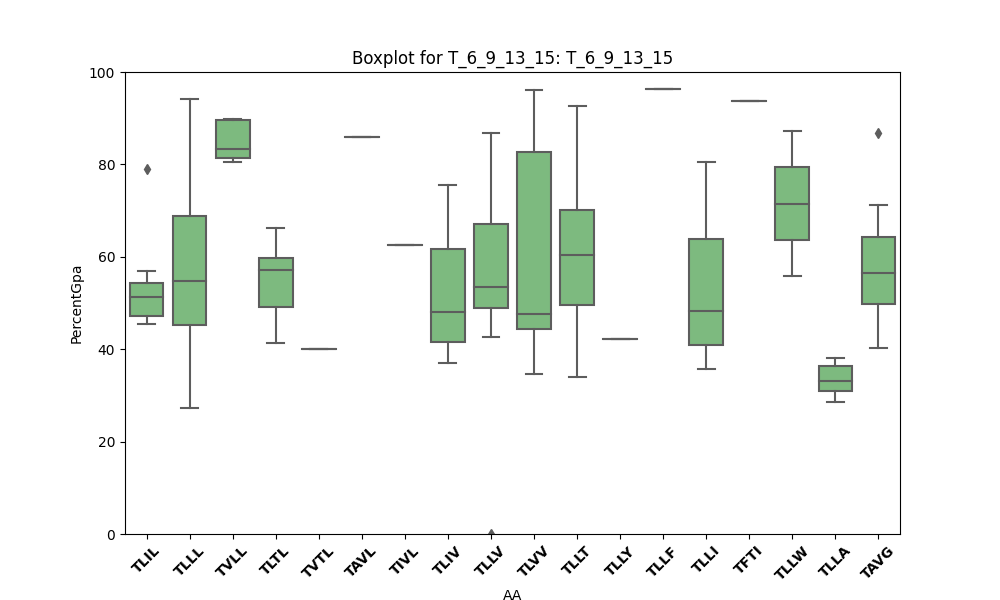 Boxplot for T_6_9_13_15: T_6_9_13_15
PercentGpa
100
80
60
40
20
0
TLIL TLLL TVLL TLTL TVTL TAVL TIVL TLIV TLLV TLVV TLLT TLLY TLLF TLLI TFTI TLLW TLLA TAVG
AA